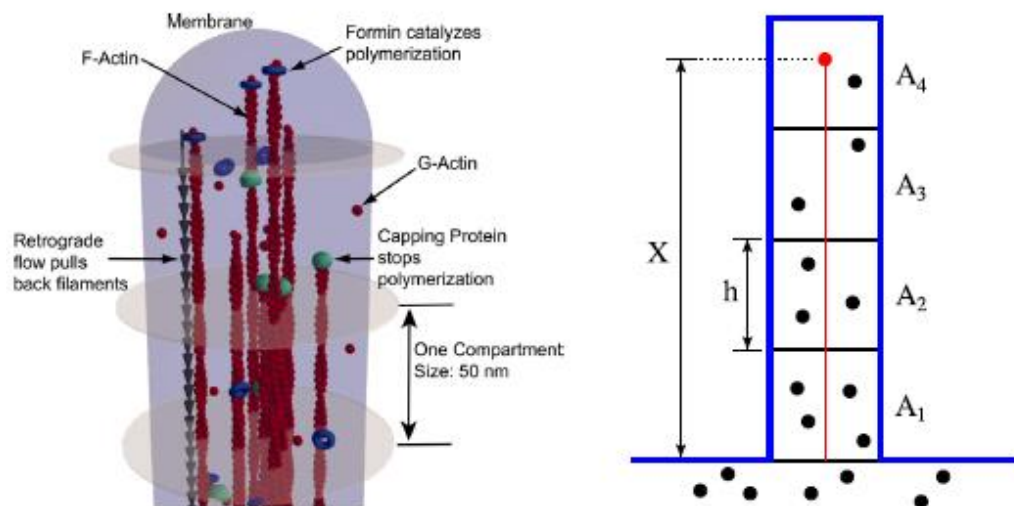 Membrane
F-Actin
Formin catalyzes
polymerization
G-Actin
Retrograde
flow pulls
back filaments
Capping Protein
stops
polymerization
One Compartment:
Size: 50 nm
X
h
A4
A3
A2
A1